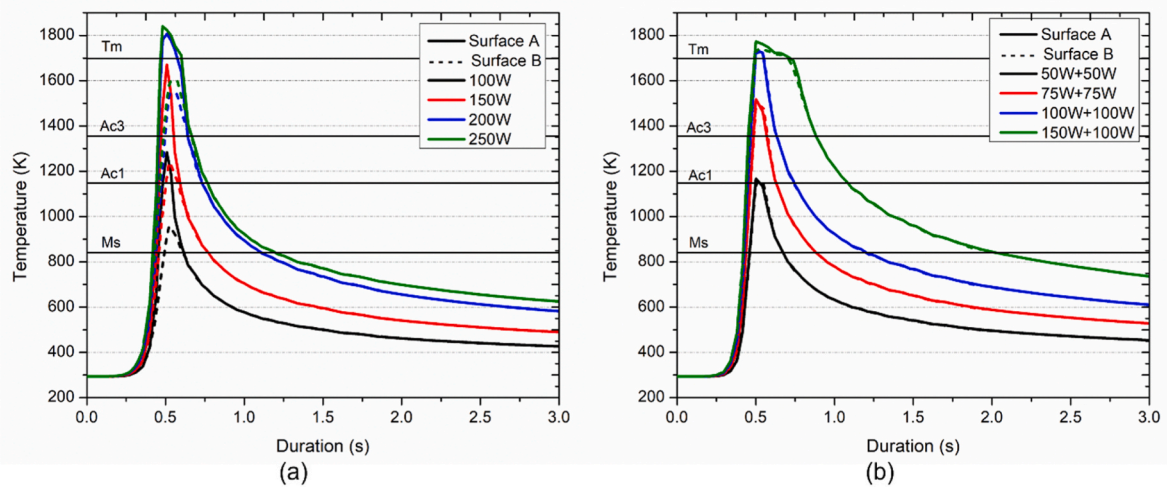 1800
1600
1400
1200
1000
800
600
400
200
Temperature (K)
Tm
Ac3
Ac1
Ms
Surface A
Surface B
100W
150W
200W
250W
0.0 0.5 1.0 1.5 2.0 2.5 3.0
Duration (s)
(a)
1800
1600
1400
1200
1000
800
600
400
200
Temperature (K)
Tm
Ac3
Ac1
Ms
Surface A
Surface B
50W+50W
75W+75W
100W+100W
150W+100W
0.0 0.5 1.0 1.5 2.0 2.5 3.0
Duration (s)
(b)